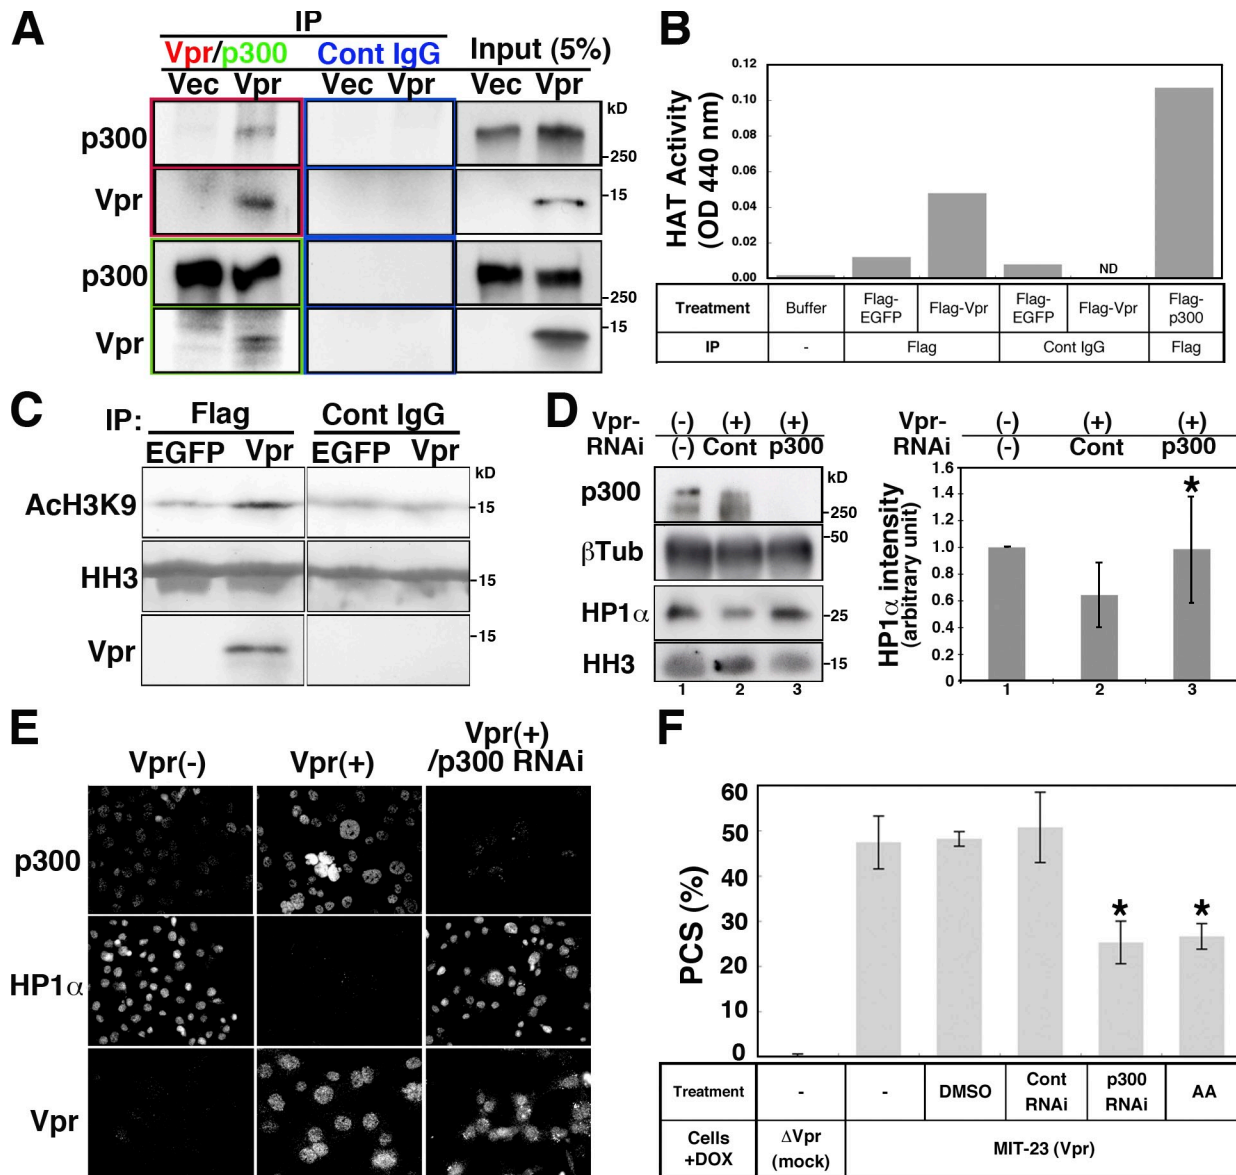 A
IP
Vpr/p300 Cont IgG Input (5%)
Vec Vpr Vec Vpr Vec Vpr
kD
p300
-250
Vpr
-15
p300
-250
Vpr
-15
B
HAT Activity
(OD 440 nm)
0.12
0.10
0.08
0.06
0.04
0.02
0.00
ND
Treatment Buffer Flag-EGFP Flag-Vpr Flag-EGFP Flag-Vpr Flag-p300
IP - Flag Cont IgG Flag
C
IP: Flag Cont IgG
EGFP Vpr EGFP Vpr
kD
AcH3K9 -15
HH3 -15
Vpr -15
D
Vpr- (-) (+) (+)
RNAi (-) Cont p300
kD
p300 -250
βTub -50
HP1α -25
HH3 -15
1 2 3
Vpr- (-) (+) (+)
RNAi (-) Cont p300
HP1α intensity
(arbitrary unit)
1.6
1.4
1.2
1.0
0.8
0.6
0.4
0.2
0
*
1 2 3
E
Vpr(-) Vpr(+) Vpr(+)
/p300 RNAi
p300
HP1α
Vpr
F
PCS (%)
60
50
40
30
20
10
0
* *
Treatment - - DMSO Cont RNAi p300 RNAi AA
Cells +DOX ΔVpr (mock) MIT-23 (Vpr)